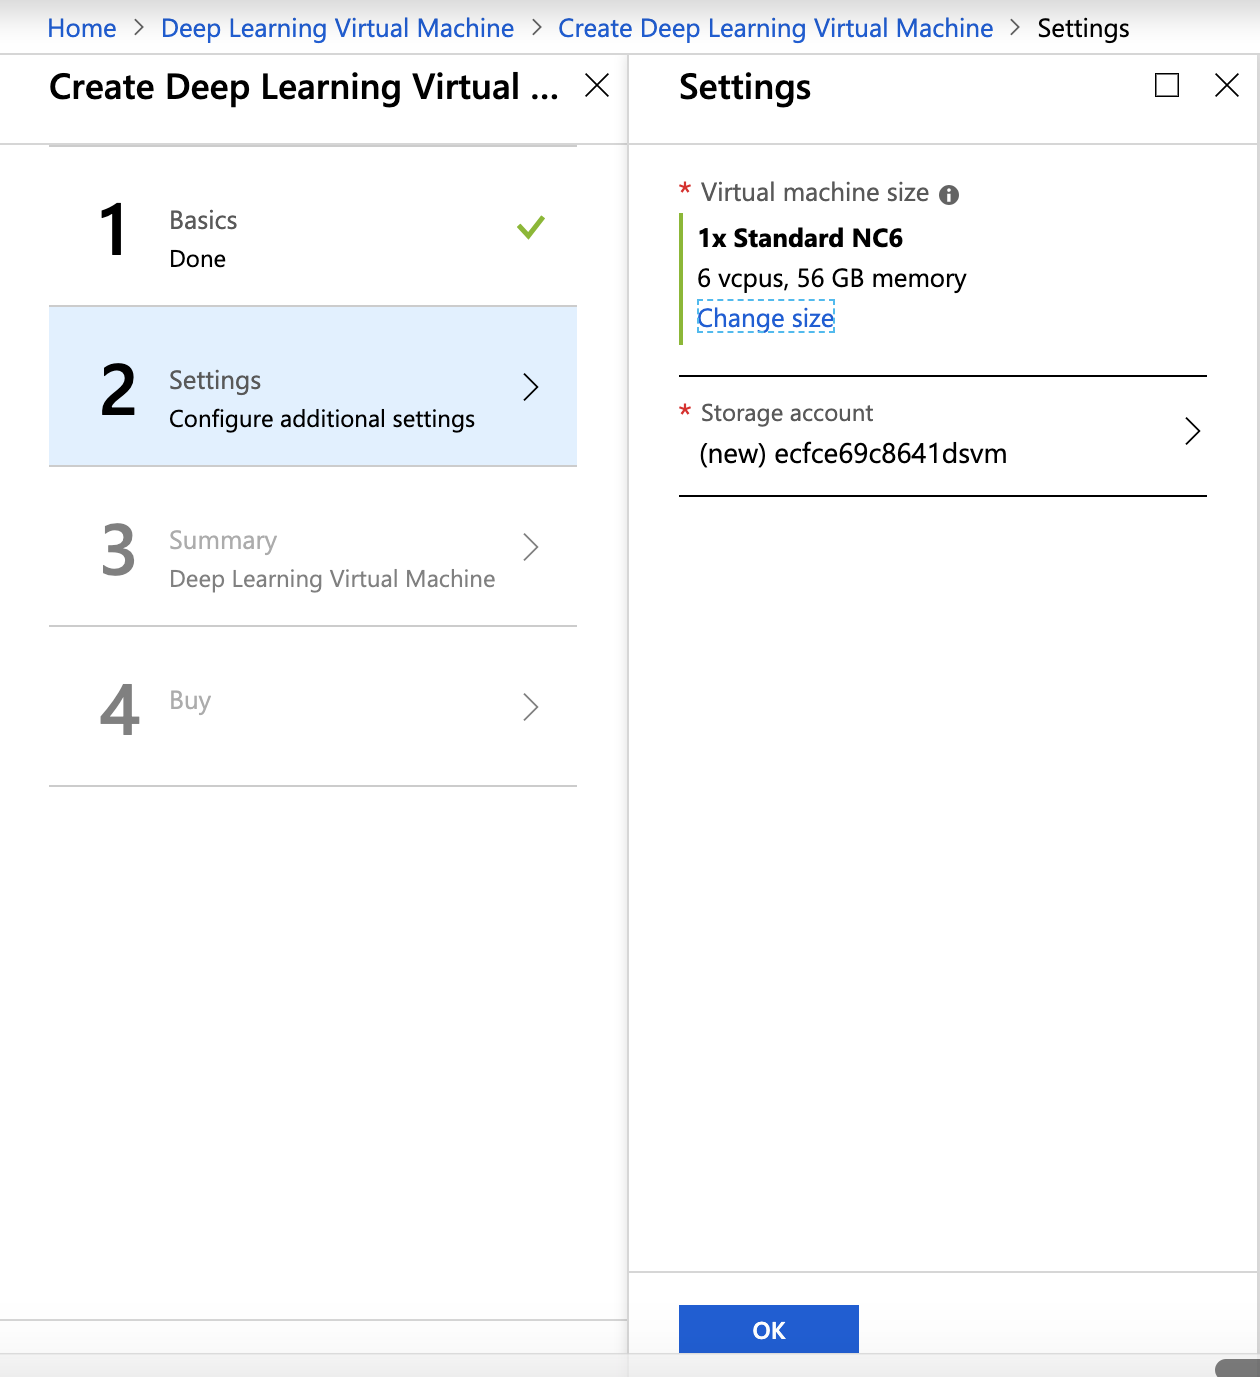 Home > Deep Learning Virtual Machine > Create Deep Learning Virtual Machine > Settings
Create Deep Learning Virtual ...
1
Basics
Done
2
Settings
Configure additional settings
3
Summary
Deep Learning Virtual Machine
4
Buy
Settings
* Virtual machine size
1x Standard NC6
6 vcpus, 56 GB memory
Change size
* Storage account
(new) ecfce69c8641dsvm
OK